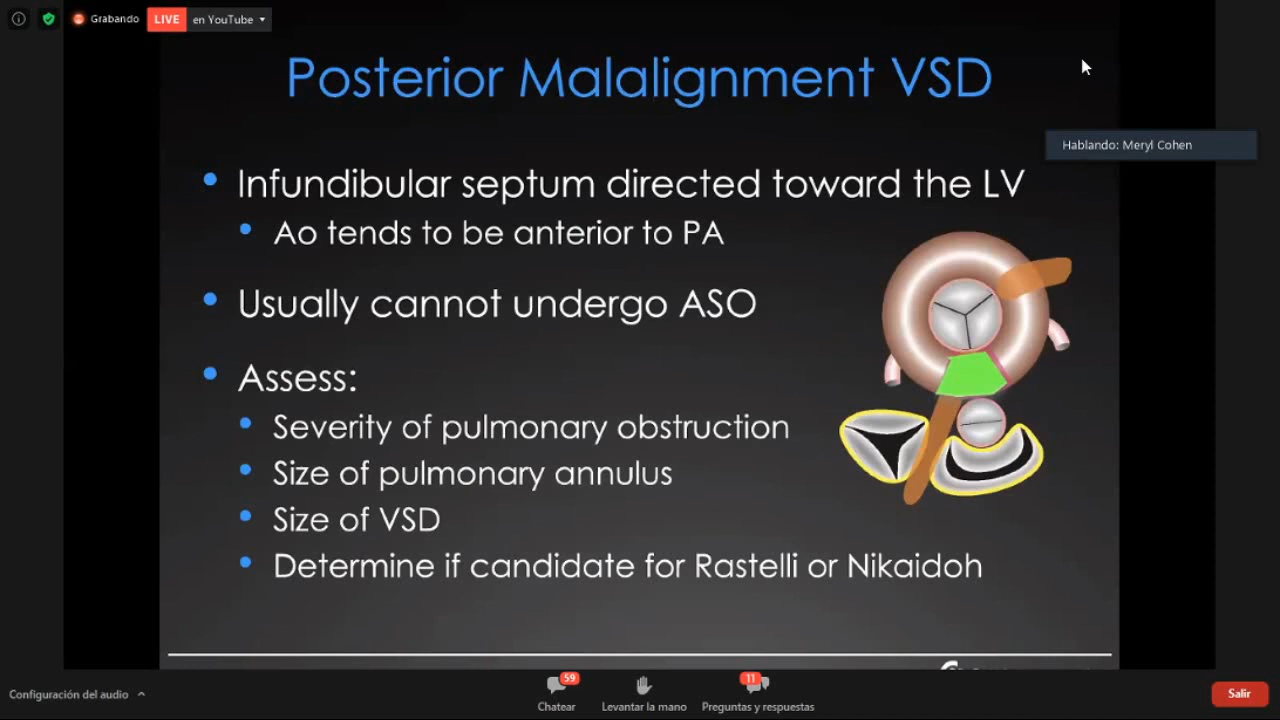 Grabando
LIVE en YouTube
Posterior Malalignment VSD
Hablando: Meryl Cohen
Infundibular septum directed toward the LV
Ao tends to be anterior to PA
Usually cannot undergo ASO
Assess:
Severity of pulmonary obstruction
Size of pulmonary annulus
Size of VSD
Determine if candidate for Rastelli or Nikaidoh
Configuración del audio
59
Chatear
Levantar la mano
11
Preguntas y respuestas
Salir